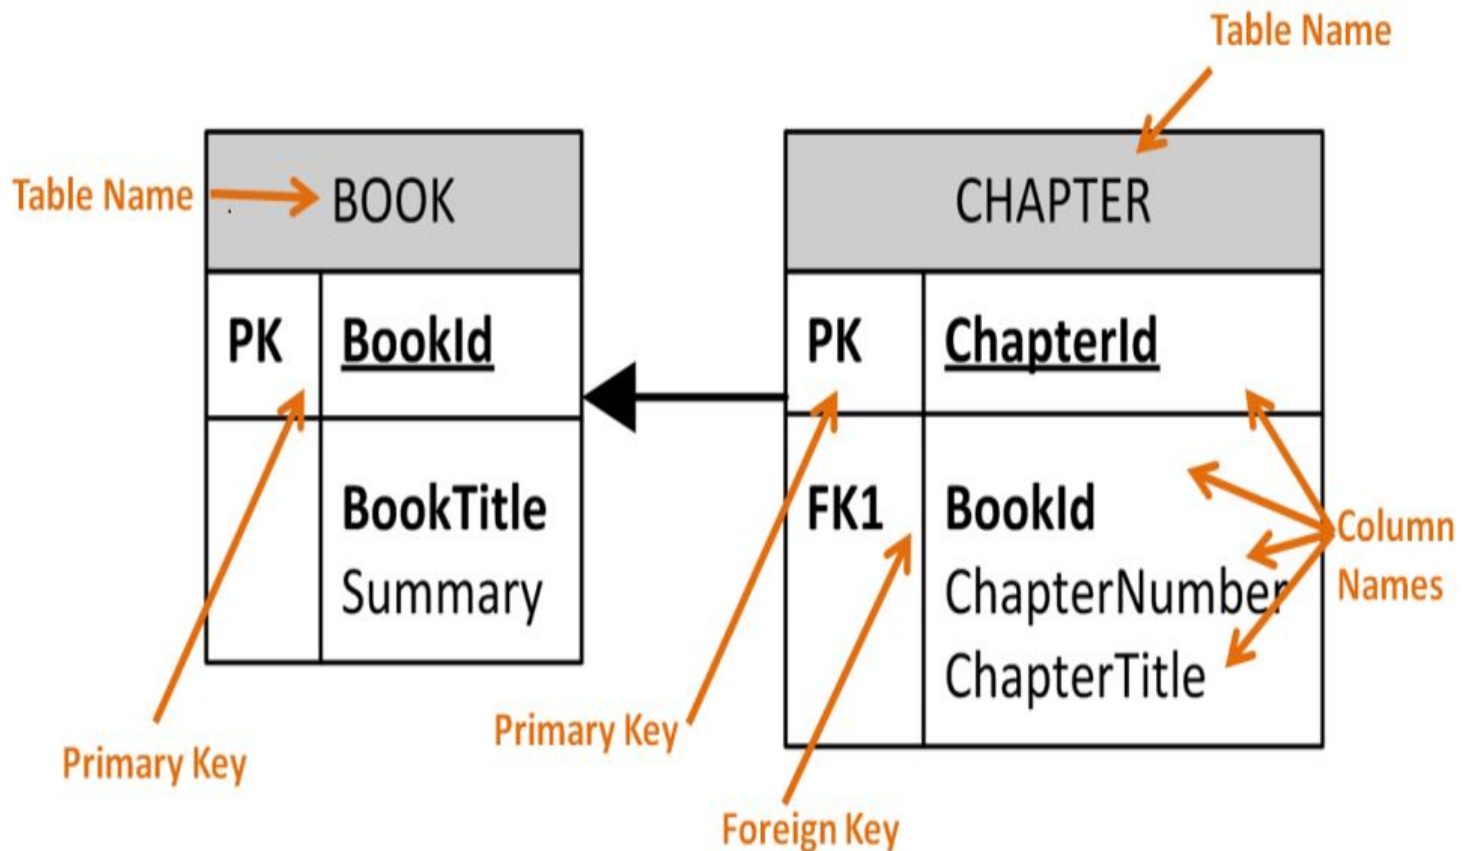 Table Name
Table Name
BOOK
PK
BookId
BookTitle
Summary
CHAPTER
PK
ChapterId
FK1
BookId
ChapterNumber
ChapterTitle
Column
Names
Primary Key
Primary Key
Foreign Key